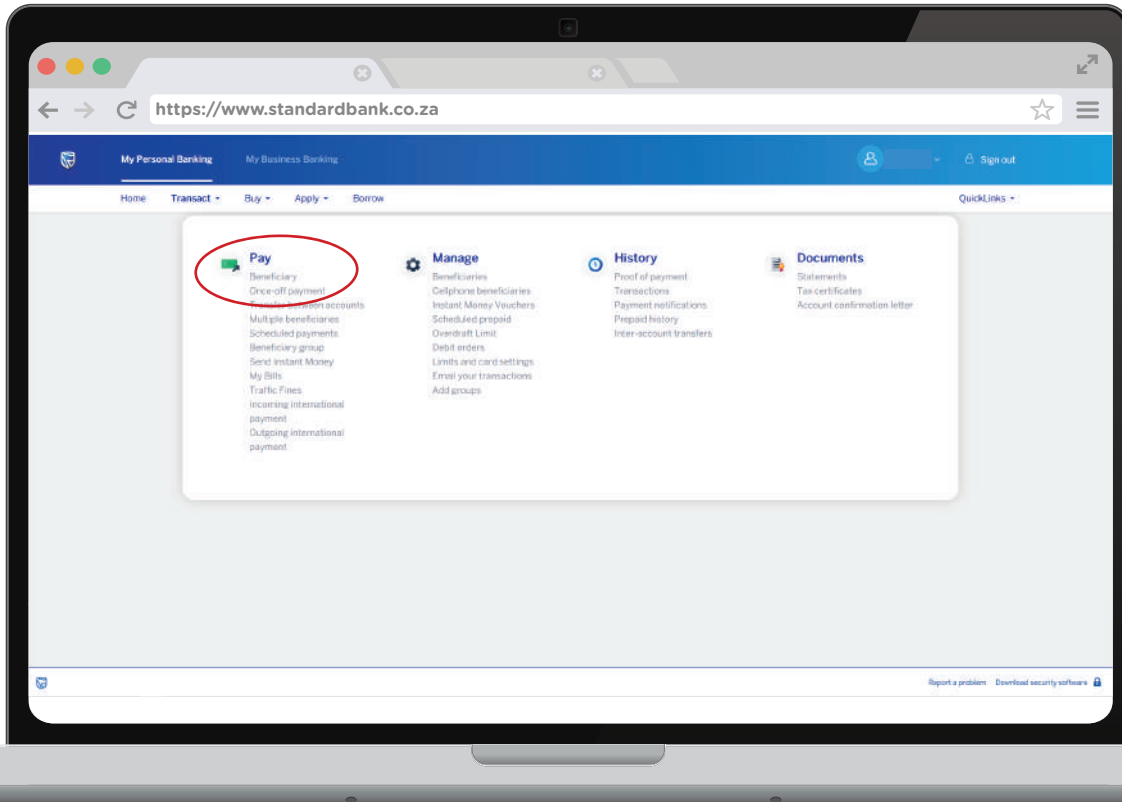 https://www.standardbank.co.za
My Personal Banking
My Business Banking
Sign out
Home
Transact
Buy
Apply
Borrow
QuickLinks
Pay
Beneficiary
Once-off payment
Transfer between accounts
Multiple beneficiaries
Scheduled payments
Beneficiary group
Send Instant Money
My Bills
Traffic Fines
Incoming international
payment
Outgoing international
payment
Manage
Beneficiaries
Cellphone beneficiaries
Instant Money Vouchers
Scheduled prepaid
Overdraft Limit
Debit orders
Limits and card settings
Email your transactions
Add groups
History
Proof of payment
Transactions
Payment notifications
Prepaid history
Inter-account transfers
Documents
Statements
Tax certificates
Account confirmation letter
Report a problem
Download security software